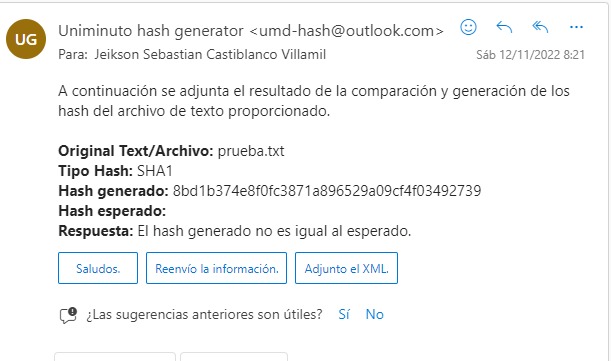 UG
Uniminuto hash generator <umd-hash@outlook.com>
Para: Jeikson Sebastian Castiblanco Villamil
Sáb 12/11/2022 8:21
A continuación se adjunta el resultado de la comparación y generación de los
hash del archivo de texto proporcionado.
Original Text/Archivo: prueba.txt
Tipo Hash: SHA1
Hash generado: 8bd1b374e8f0fc3871a896529a09cf4f03492739
Hash esperado:
Respuesta: El hash generado no es igual al esperado.
Saludos.
Reenvío la información.
Adjunto el XML.
¿Las sugerencias anteriores son útiles? Sí No